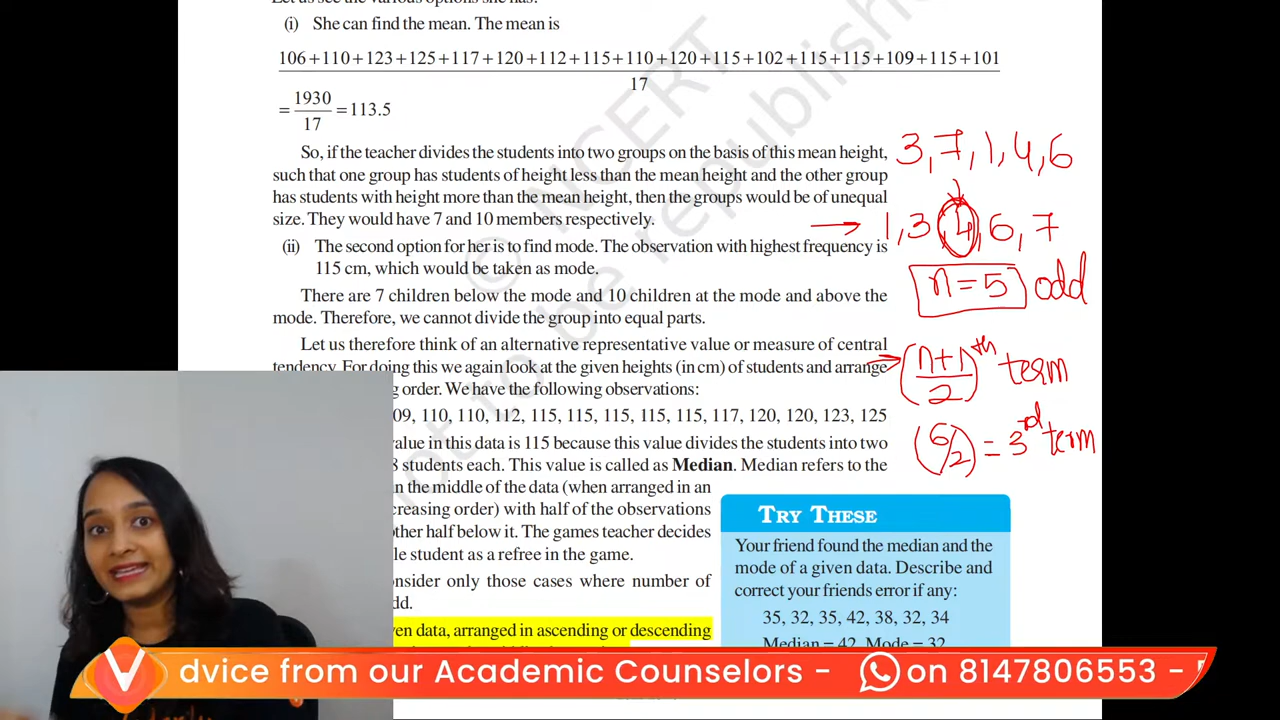 (i) She can find the mean. The mean is
106+110+123+125+117+120+112+115+110+120+115+102+115+115+109+115+101
17
= 1930/17 = 113.5
So, if the teacher divides the students into two groups on the basis of this mean height,
such that one group has students of height less than the mean height and the other group
has students with height more than the mean height, then the groups would be of unequal
size. They would have 7 and 10 members respectively.
(ii) The second option for her is to find mode. The observation with highest frequency is
115 cm, which would be taken as mode.
There are 7 children below the mode and 10 children at the mode and above the
mode. Therefore, we cannot divide the group into equal parts.
Let us therefore think of an alternative representative value or measure of central
tendency. For doing this we again look at the given heights (in cm) of students and arrange
order. We have the following observations:
09, 110, 110, 112, 115, 115, 115, 115, 115, 117, 120, 120, 123, 125
value in this data is 115 because this value divides the students into two
8 students each. This value is called as Median. Median refers to the
n the middle of the data (when arranged in an
creasing order) with half of the observations
other half below it. The games teacher decides
le student as a refree in the game.
nsider only those cases where number of
dd.
ven data, arranged in ascending or descending
3, 7, 1, 4, 6
1, 3, 4, 6, 7
n = 5 odd
(n+1/2)th term
(6/2) = 3rd term
TRY THESE
Your friend found the median and the
mode of a given data. Describe and
correct your friends error if any:
35, 32, 35, 42, 38, 32, 34
Median = 42, Mode = 32
© NCERT
not to be republished
dvice from our Academic Counselors - on 8147806553 -